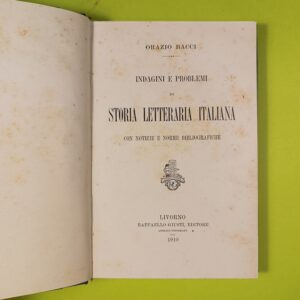 ORAZIO BACCI
INDAGINI E PROBLEMI
DI
STORIA LETTERARIA ITALIANA
CON NOTIZIE E NORME BIBLIOGRAFICHE
LIVORNO
RAFFAELLO GIUSTI, EDITORE
1910